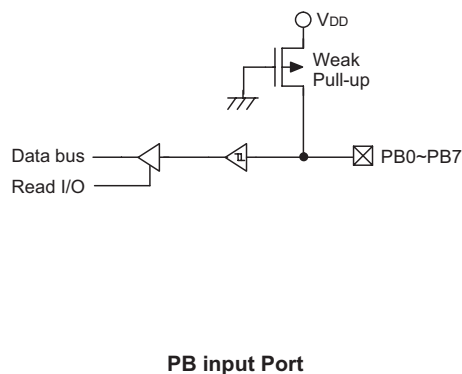 VDD
Weak
Pull-up
Data bus
PB0~PB7
Read I/O
PB input Port